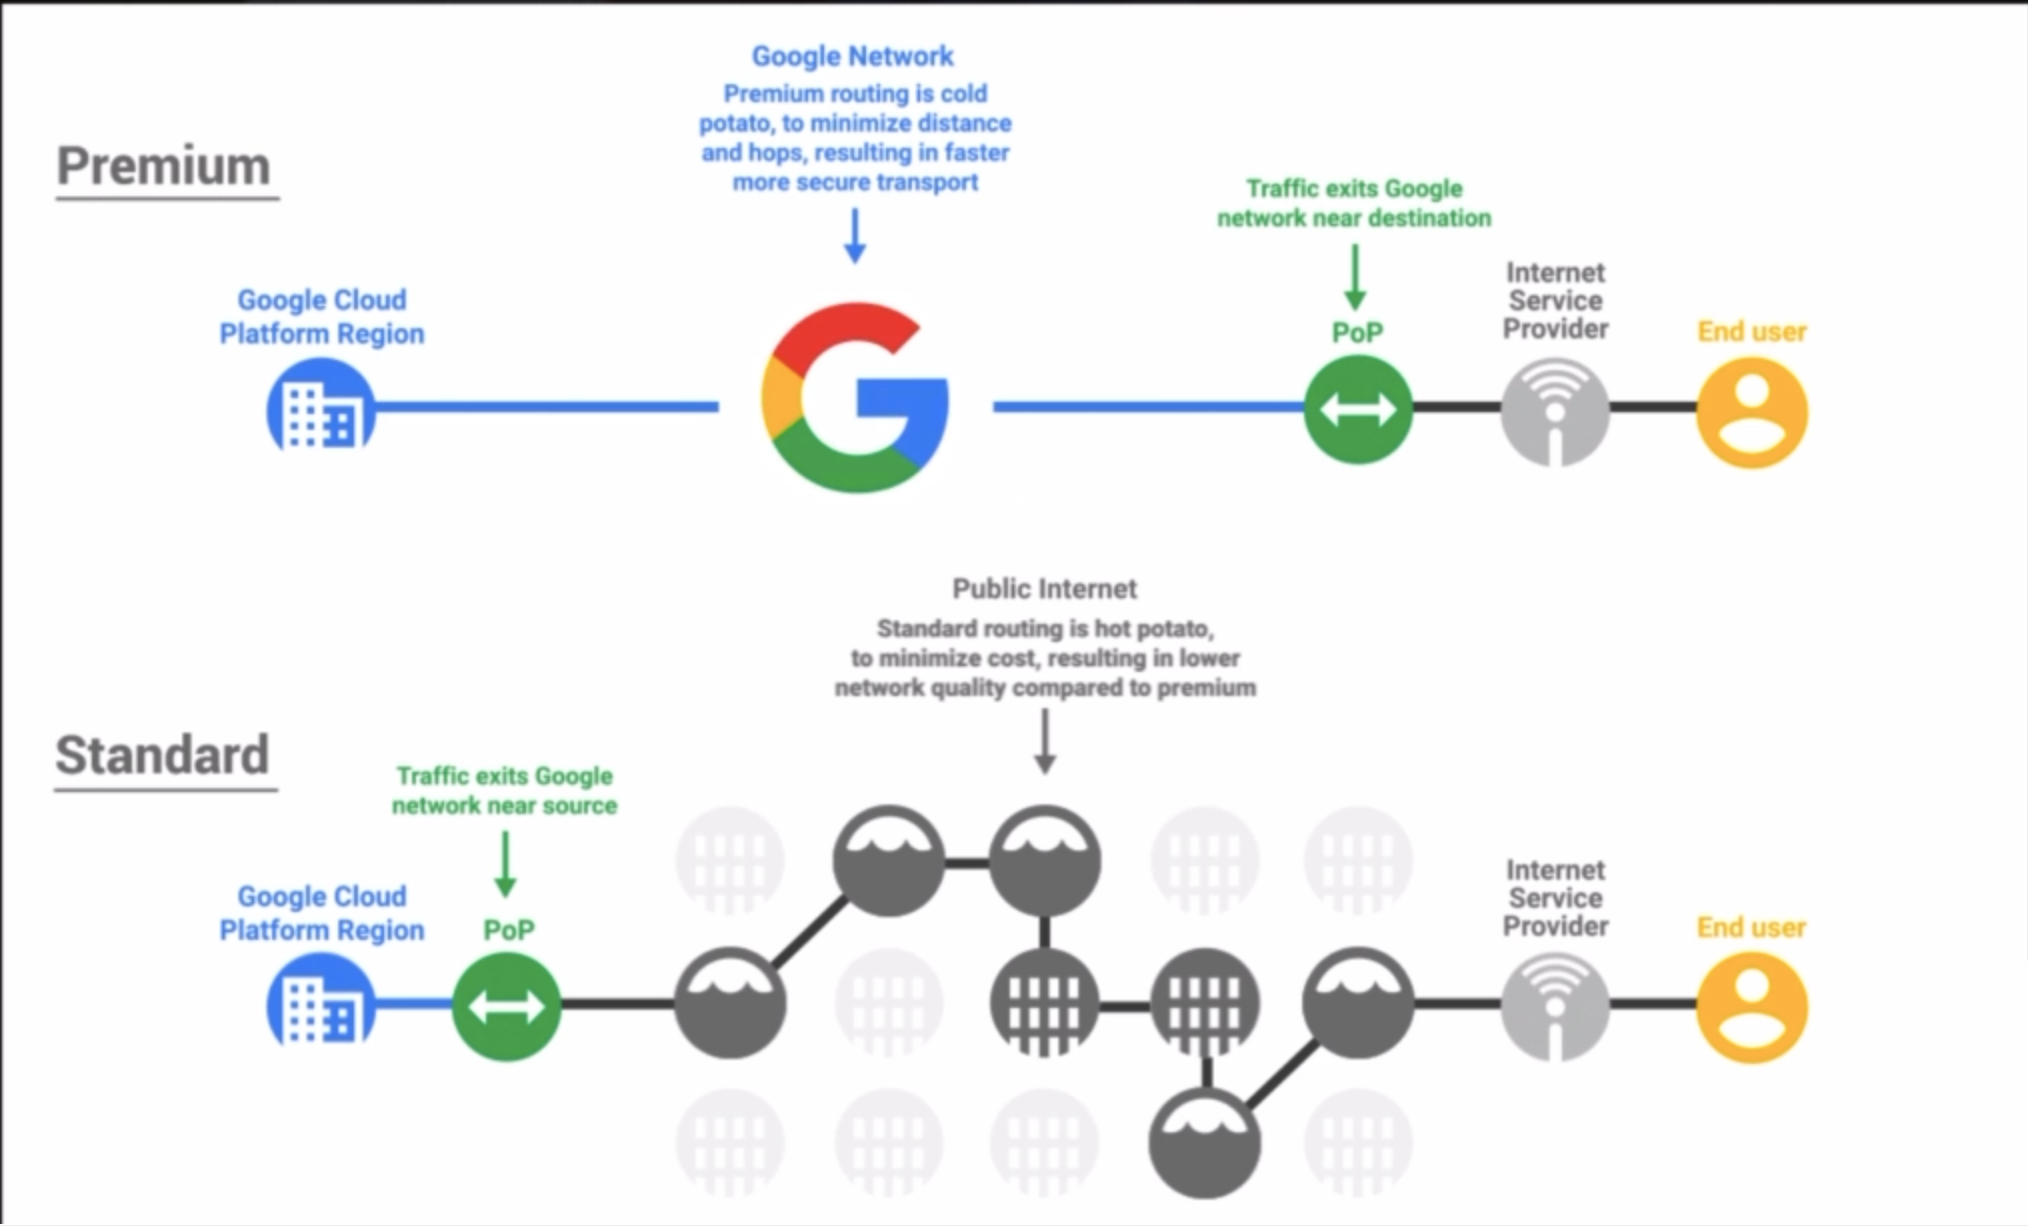 Google Network
Premium routing is cold
potato, to minimize distance
and hops, resulting in faster
more secure transport
Premium
Traffic exits Google
network near destination
Google Cloud
Platform Region
PoP
Internet
Service
Provider
End user
Public Internet
Standard routing is hot potato,
to minimize cost, resulting in lower
network quality compared to premium
Standard
Traffic exits Google
network near source
Google Cloud
Platform Region
PoP
Internet
Service
Provider
End user